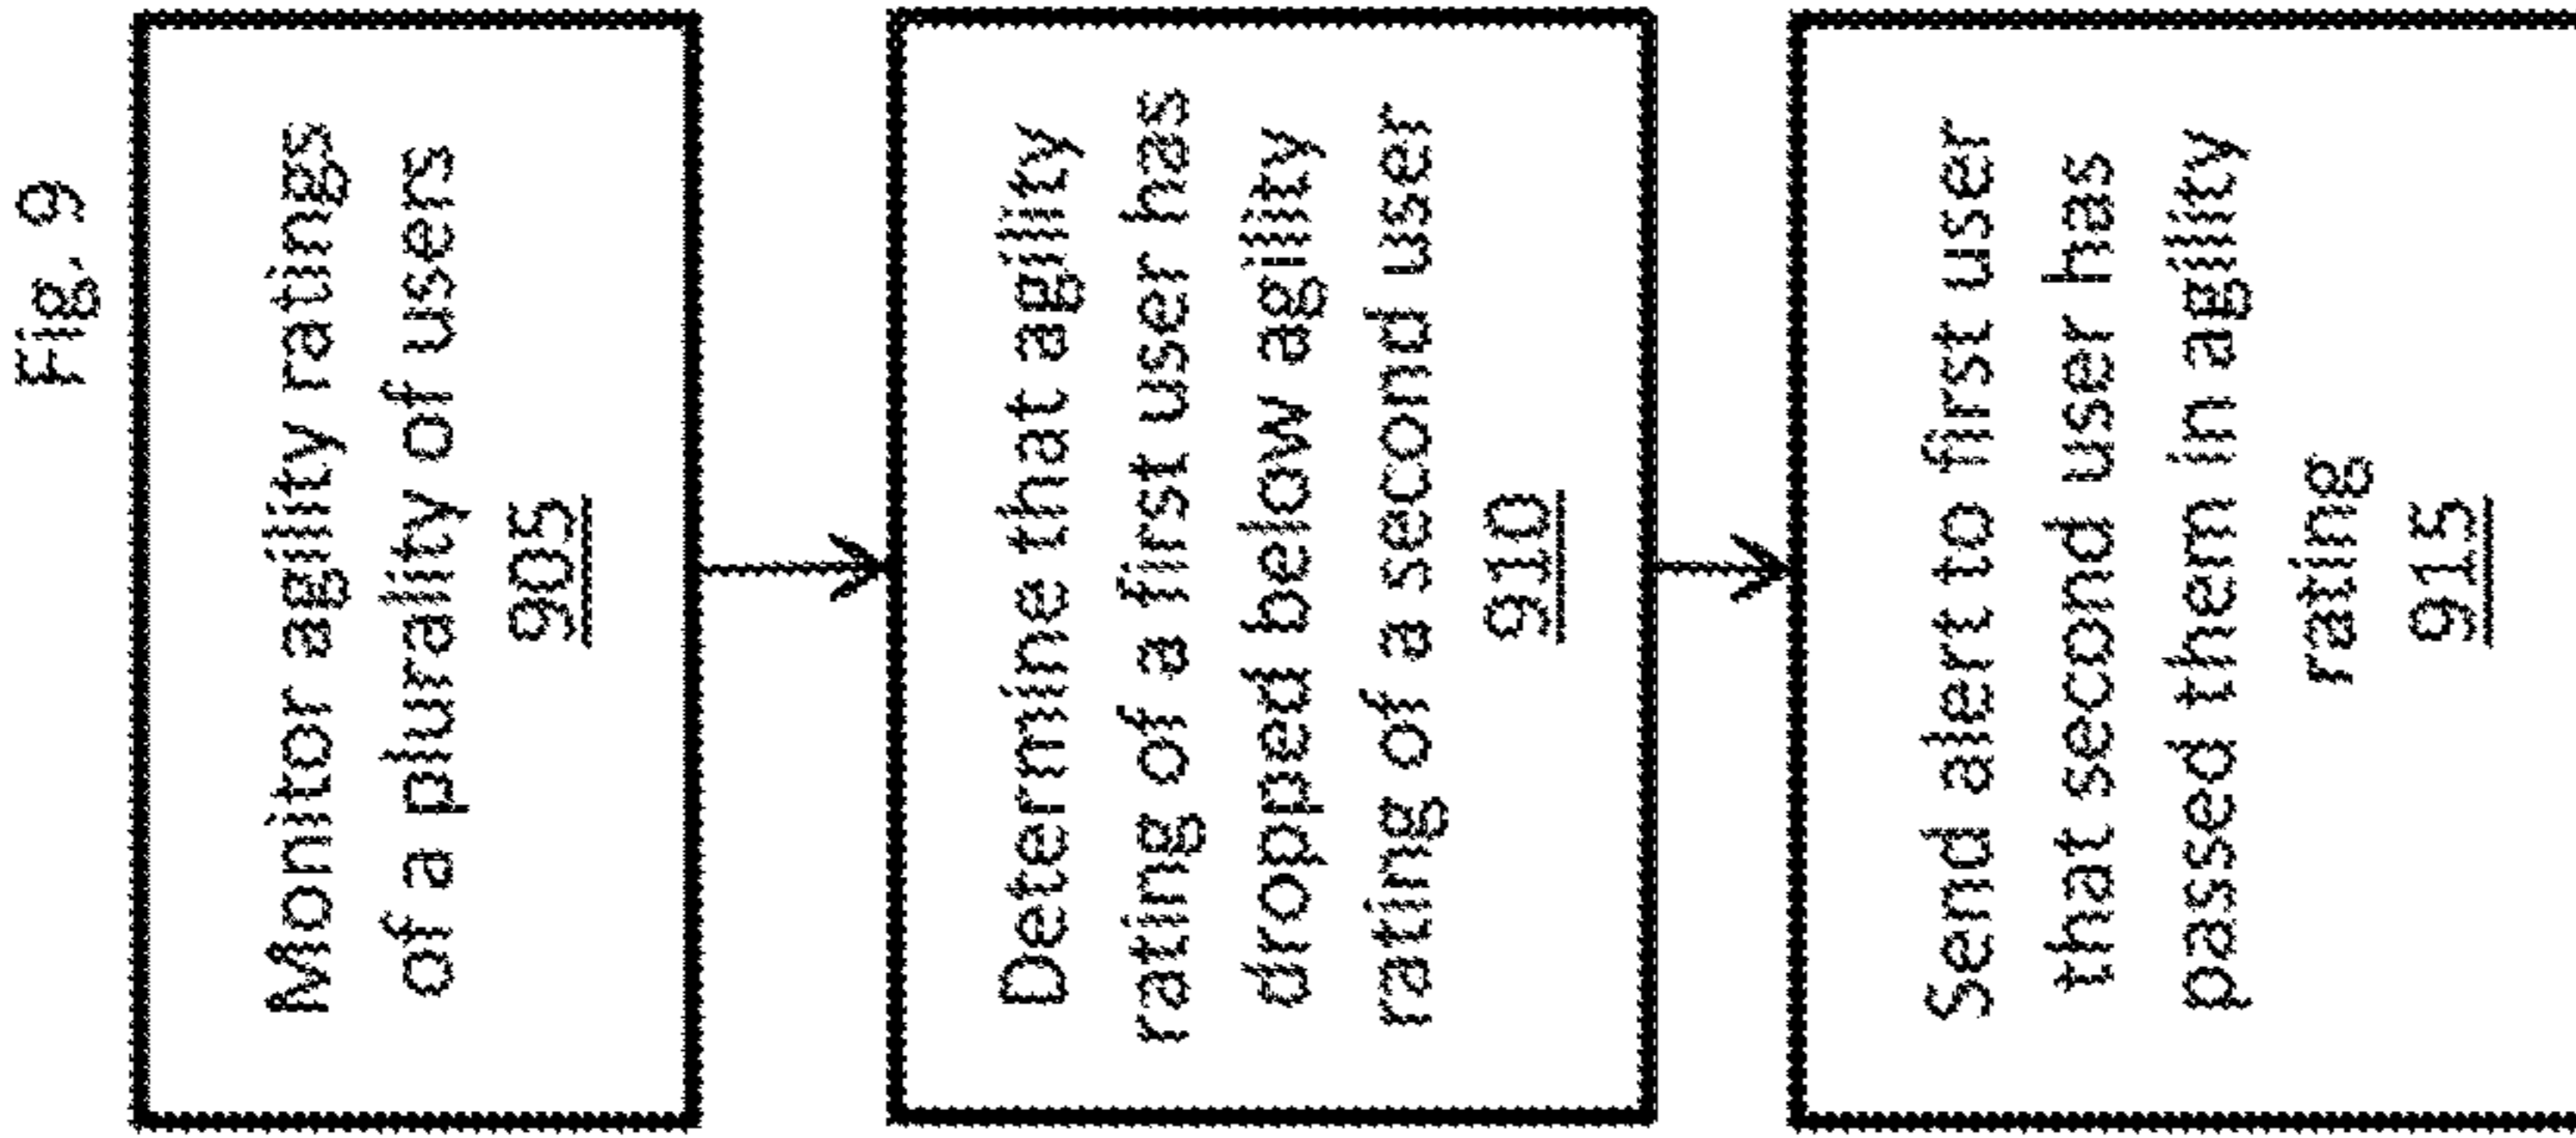 Fig. 9
Monitor agility ratings
of a plurality of users
905
Determine that agility
rating of a first user has
dropped below agility
rating of a second user
910
Send alert to first user
that second user has
passed them in agility
rating
915